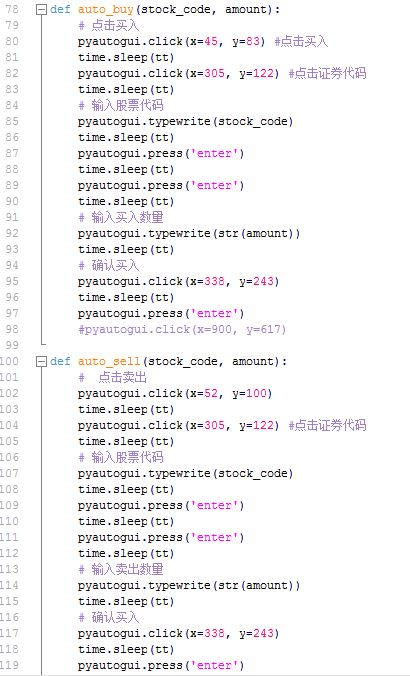 78 def auto_buy(stock_code, amount):
79 # 点击买入
80 pyautogui.click(x=45, y=83) #点击买入
81 time.sleep(tt)
82 pyautogui.click(x=305, y=122) #点击证券代码
83 time.sleep(tt)
84 # 输入股票代码
85 pyautogui.typewrite(stock_code)
86 time.sleep(tt)
87 pyautogui.press('enter')
88 time.sleep(tt)
89 pyautogui.press('enter')
90 time.sleep(tt)
91 # 输入买入数量
92 pyautogui.typewrite(str(amount))
93 time.sleep(tt)
94 # 确认买入
95 pyautogui.click(x=338, y=243)
96 time.sleep(tt)
97 pyautogui.press('enter')
98 #pyautogui.click(x=900, y=617)
99
100 def auto_sell(stock_code, amount):
101 #  点击卖出
102 pyautogui.click(x=52, y=100)
103 time.sleep(tt)
104 pyautogui.click(x=305, y=122) #点击证券代码
105 time.sleep(tt)
106 # 输入股票代码
107 pyautogui.typewrite(stock_code)
108 time.sleep(tt)
109 pyautogui.press('enter')
110 time.sleep(tt)
111 pyautogui.press('enter')
112 time.sleep(tt)
113 # 输入卖出数量
114 pyautogui.typewrite(str(amount))
115 time.sleep(tt)
116 # 确认买入
117 pyautogui.click(x=338, y=243)
118 time.sleep(tt)
119 pyautogui.press('enter')